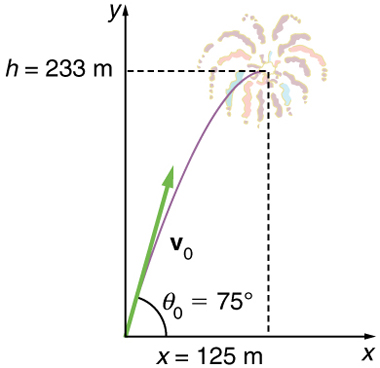 y
h = 233 m
v0
θ0 = 75°
x = 125 m
x